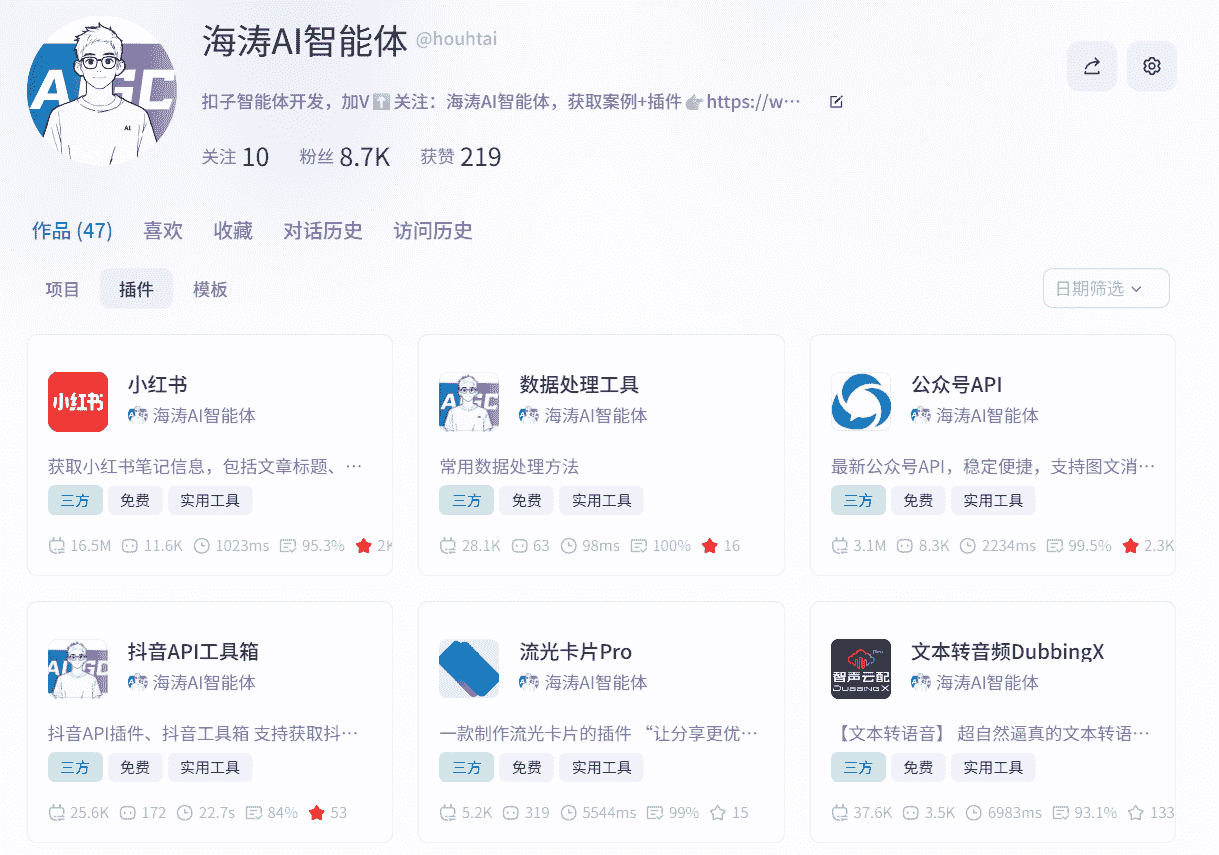 海涛AI智能体 @houhtai
扣子智能体开发，加V⬆️关注：海涛AI智能体，获取案例+插件👉https://w···
关注 10 粉丝 8.7K 获赞 219
作品 (47) 喜欢 收藏 对话历史 访问历史
项目 插件 模板 日期筛选
小红书
小红书
海涛AI智能体
获取小红书笔记信息，包括文章标题、···
三方 免费 实用工具
16.5M 11.6K 1023ms 95.3% 2K
AIGC
数据处理工具
海涛AI智能体
常用数据处理方法
三方 免费 实用工具
28.1K 63 98ms 100% 16
公众号API
海涛AI智能体
最新公众号API，稳定便捷，支持图文消···
三方 免费 实用工具
3.1M 8.3K 2234ms 99.5% 2.3K
抖音API工具箱
海涛AI智能体
抖音API插件、抖音工具箱 支持获取抖···
三方 免费 实用工具
25.6K 172 22.7s 84% 53
流光卡片Pro
海涛AI智能体
一款制作流光卡片的插件 “让分享更优···
三方 免费 实用工具
5.2K 319 5544ms 99% 15
智声云配
DUBBINGX
文本转音频DubbingX
海涛AI智能体
【文本转语音】 超自然逼真的文本转语···
三方 免费 实用工具
37.6K 3.5K 6983ms 93.1% 133